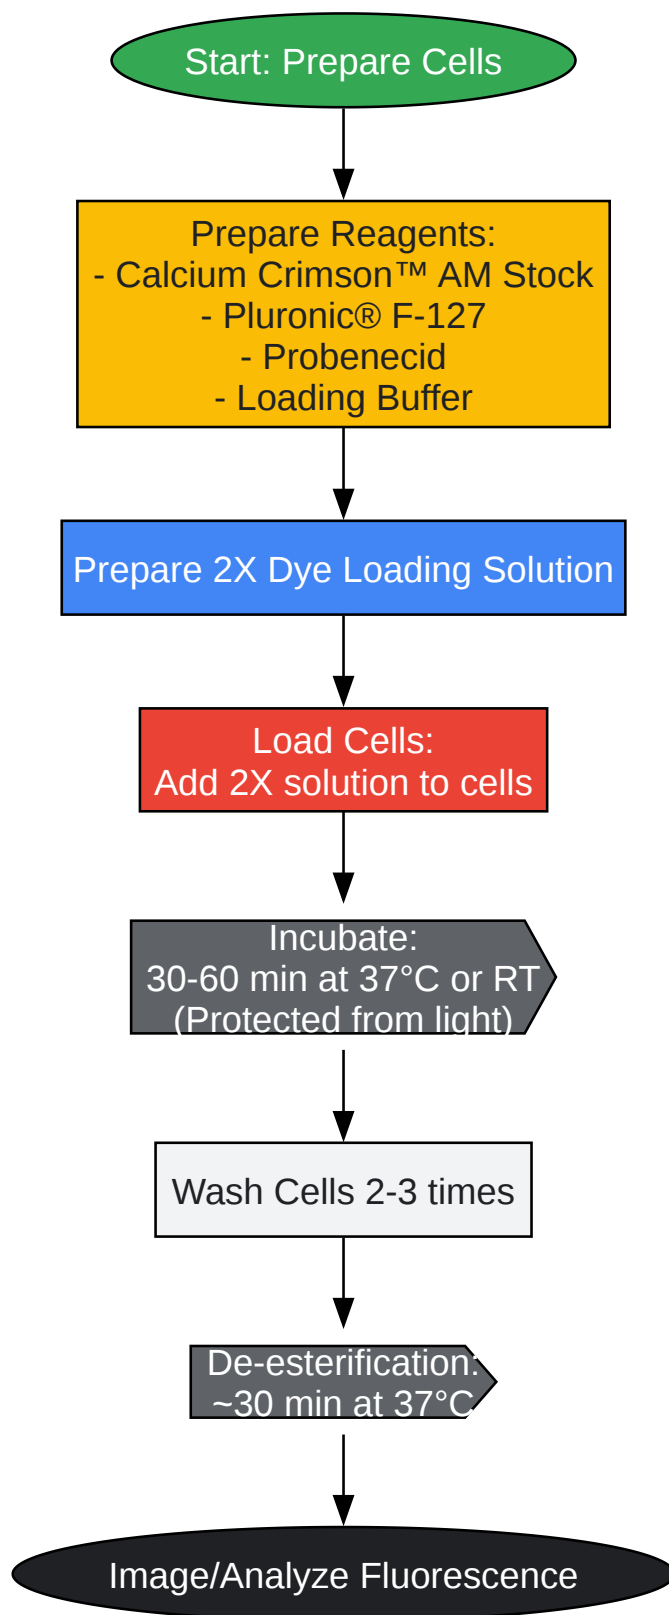 Start: Prepare Cells
Prepare Reagents:
- Calcium Crimson™ AM Stock
- Pluronic® F-127
- Probenecid
- Loading Buffer
Prepare 2X Dye Loading Solution
Load Cells:
Add 2X solution to cells
Incubate:
30-60 min at 37°C or RT
(Protected from light)
Wash Cells 2-3 times
De-esterification:
~30 min at 37°C
Image/Analyze Fluorescence